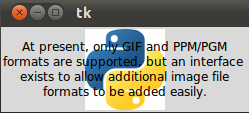 tk
At present, only GIF and PPM/PGM
formats are supported, but an interface
exists to allow additional image file
formats to be added easily.